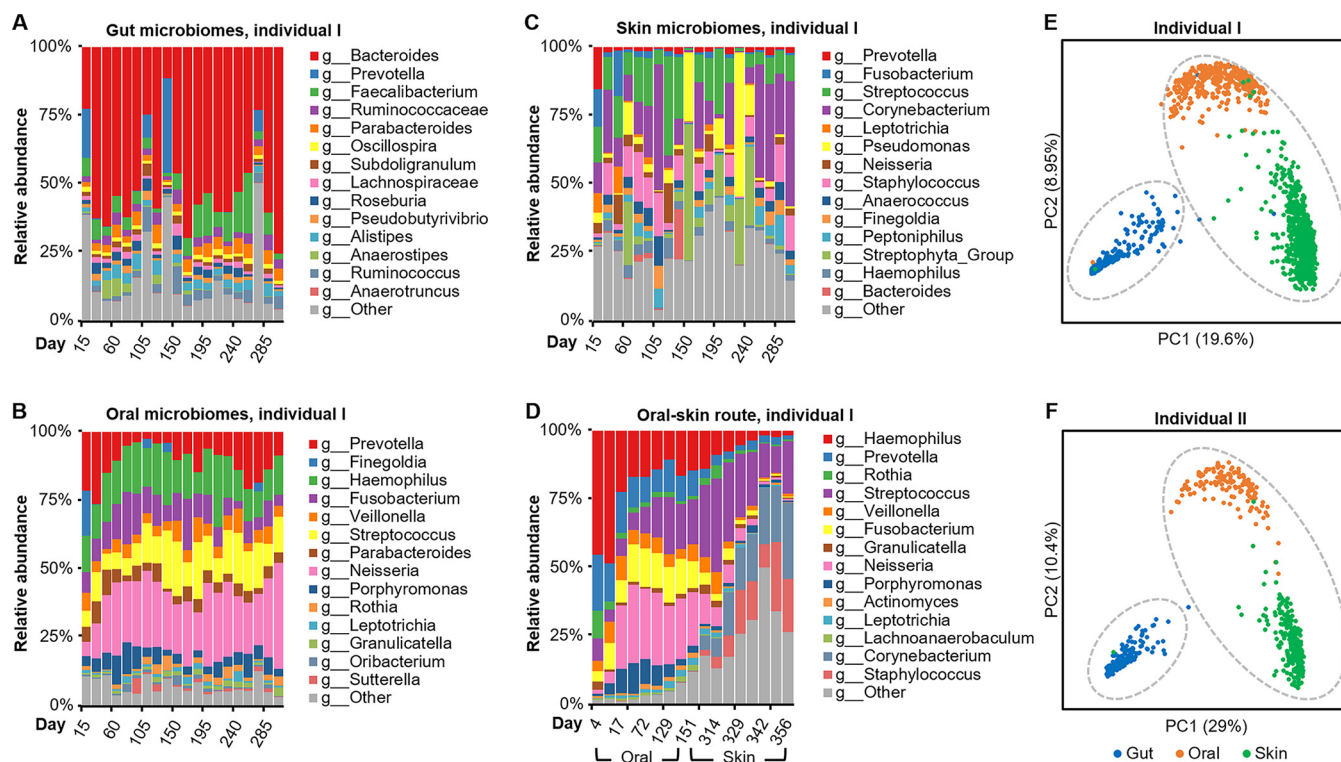 A
Gut microbiomes, individual I
Relative abundance
100%
75%
50%
25%
0%
Day
15
60
105
150
195
240
285
g__Bacteroides
g__Prevotella
g__Faecalibacterium
g__Ruminococcaceae
g__Parabacteroides
g__Oscillospira
g__Subdoligranulum
g__Lachnospiraceae
g__Roseburia
g__Pseudobutyrivibrio
g__Alistipes
g__Anaerostipes
g__Ruminococcus
g__Anaerotruncus
g__Other
B
Oral microbiomes, individual I
Relative abundance
100%
75%
50%
25%
0%
Day
15
60
105
150
195
240
285
g__Prevotella
g__Finegoldia
g__Haemophilus
g__Fusobacterium
g__Veillonella
g__Streptococcus
g__Parabacteroides
g__Neisseria
g__Porphyromonas
g__Rothia
g__Leptotrichia
g__Granulicatella
g__Oribacterium
g__Sutterella
g__Other
C
Skin microbiomes, individual I
Relative abundance
100%
75%
50%
25%
0%
Day
15
60
105
150
195
240
285
g__Prevotella
g__Fusobacterium
g__Streptococcus
g__Corynebacterium
g__Leptotrichia
g__Pseudomonas
g__Neisseria
g__Staphylococcus
g__Anaerococcus
g__Finegoldia
g__Peptoniphilus
g__Streptophyta_Group
g__Haemophilus
g__Bacteroides
g__Other
D
Oral-skin route, individual I
Relative abundance
100%
75%
50%
25%
0%
Day
4
17
72
129
151
314
329
342
356
Oral
Skin
g__Haemophilus
g__Prevotella
g__Rothia
g__Streptococcus
g__Veillonella
g__Fusobacterium
g__Granulicatella
g__Neisseria
g__Porphyromonas
g__Actinomyces
g__Leptotrichia
g__Lachnoanaerobaculum
g__Corynebacterium
g__Staphylococcus
g__Other
E
Individual I
PC2 (8.95%)
PC1 (19.6%)
F
Individual II
PC2 (10.4%)
PC1 (29%)
Gut
Oral
Skin